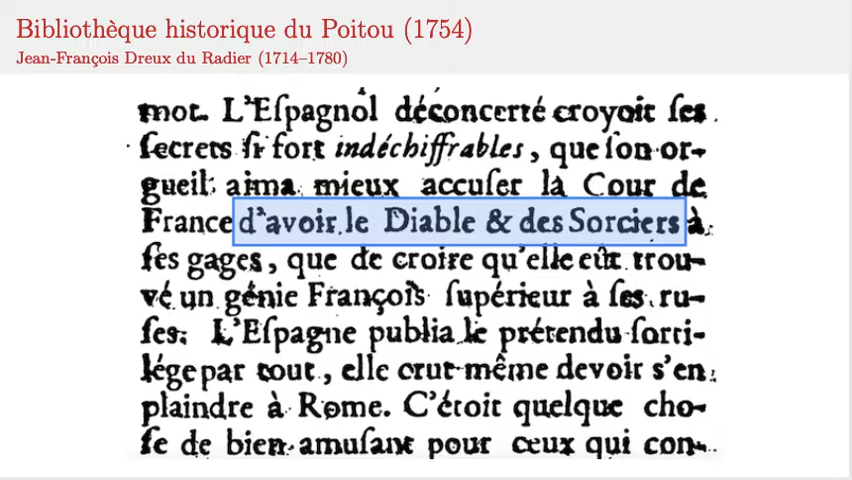 Bibliothèque historique du Poitou (1754)
Jean-François Dreux du Radier (1714–1780)
mot. L'Eſpagnol déconcerté croyoit ſes
ſecrets ſi fort indéchiffrables, que ſon or-
gueil aima mieux accuſer la Cour de
France d'avoir le Diable & des Sorciers à
ſes gages, que de croire qu'elle eût trou-
vé un génie François ſupérieur à ſes ru-
ſes. L'Eſpagne publia le prétendu ſorti-
lége par tout, elle crut même devoir s'en
plaindre à Rome. C'étoit quelque cho-
ſe de bien amuſant pour ceux qui con-